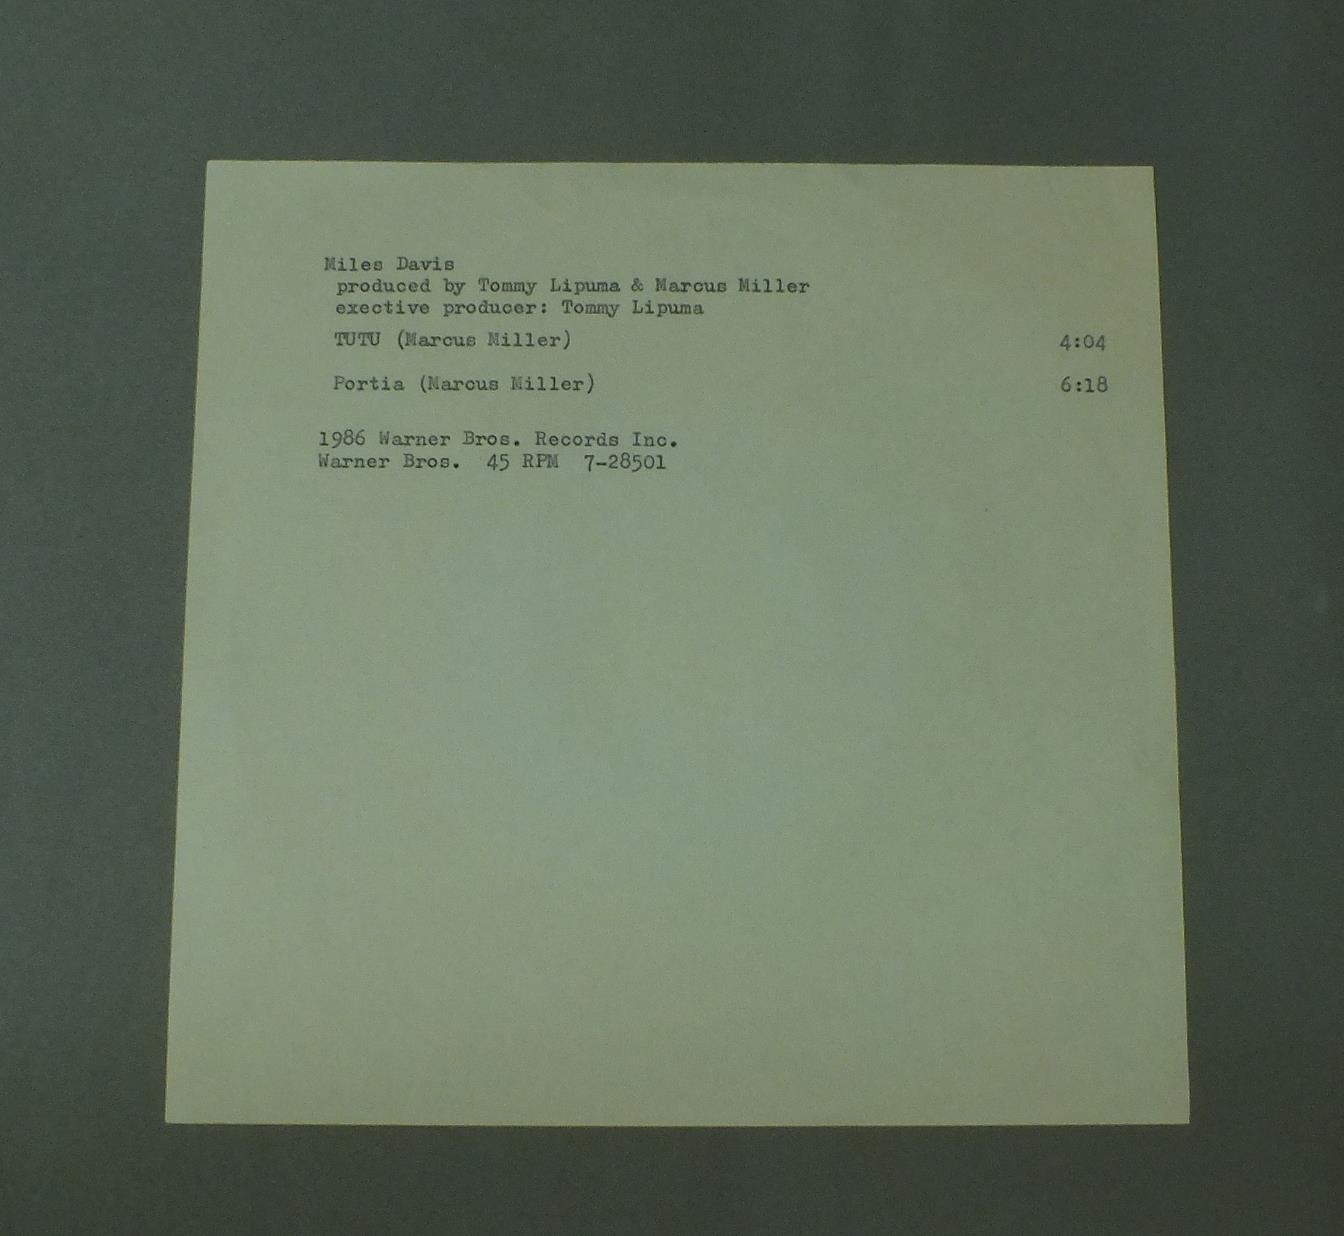 Miles Davis
produced by Tommy Lipuma & Marcus Miller
exective producer: Tommy Lipuma
TUTU (Marcus Miller) 4:04
Portia (Marcus Miller) 6:18
1986 Warner Bros. Records Inc.
Warner Bros. 45 RPM 7-28501